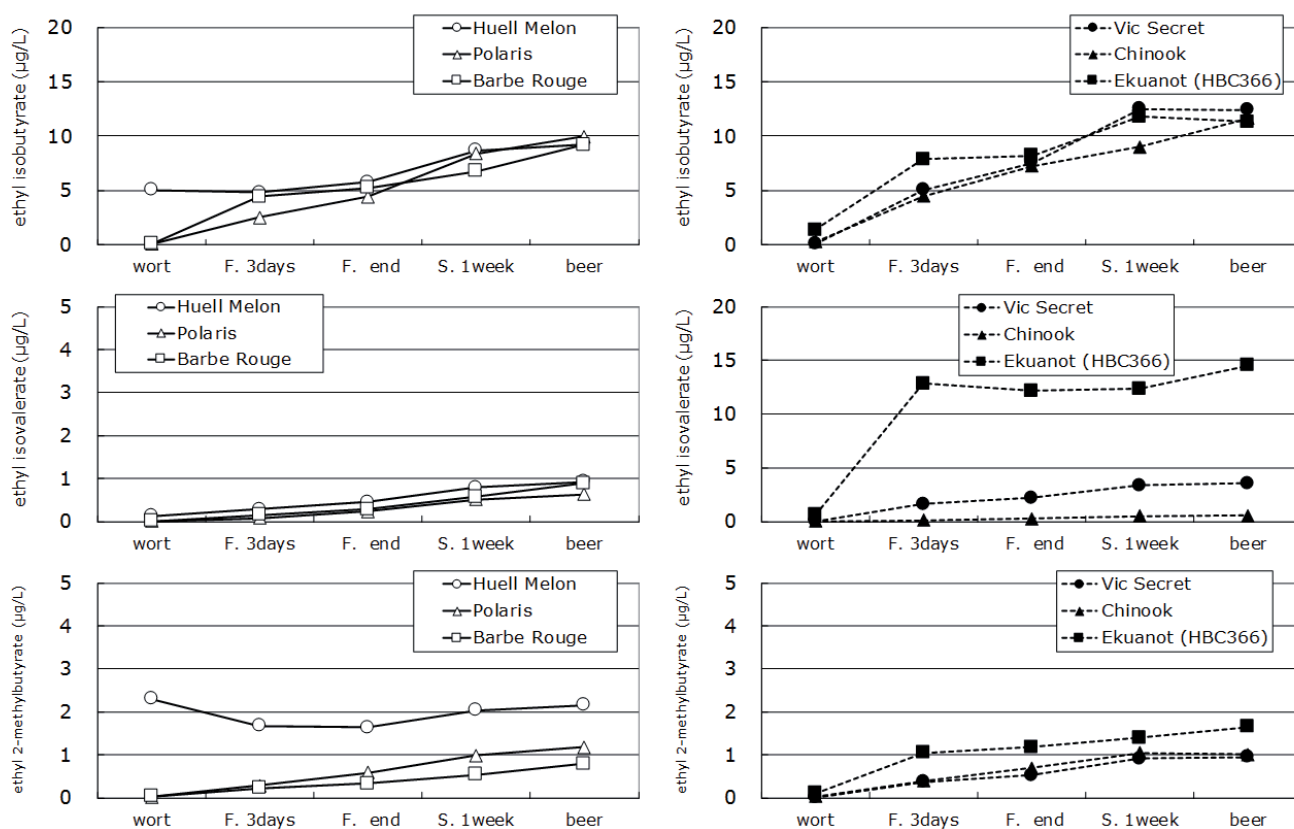 ethyl isobutyrate (µg/L)
20
15
10
5
0
Huell Melon
Polaris
Barbe Rouge
wort F. 3days F. end S. 1week beer
ethyl isobutyrate (µg/L)
20
15
10
5
0
Vic Secret
Chinook
Ekuanot (HBC366)
wort F. 3days F. end S. 1week beer
ethyl isovalerate (µg/L)
5
4
3
2
1
0
Huell Melon
Polaris
Barbe Rouge
wort F. 3days F. end S. 1week beer
ethyl isovalerate (µg/L)
20
15
10
5
0
Vic Secret
Chinook
Ekuanot (HBC366)
wort F. 3days F. end S. 1week beer
ethyl 2-methylbutyrate (µg/L)
5
4
3
2
1
0
Huell Melon
Polaris
Barbe Rouge
wort F. 3days F. end S. 1week beer
ethyl 2-methylbutyrate (µg/L)
5
4
3
2
1
0
Vic Secret
Chinook
Ekuanot (HBC366)
wort F. 3days F. end S. 1week beer